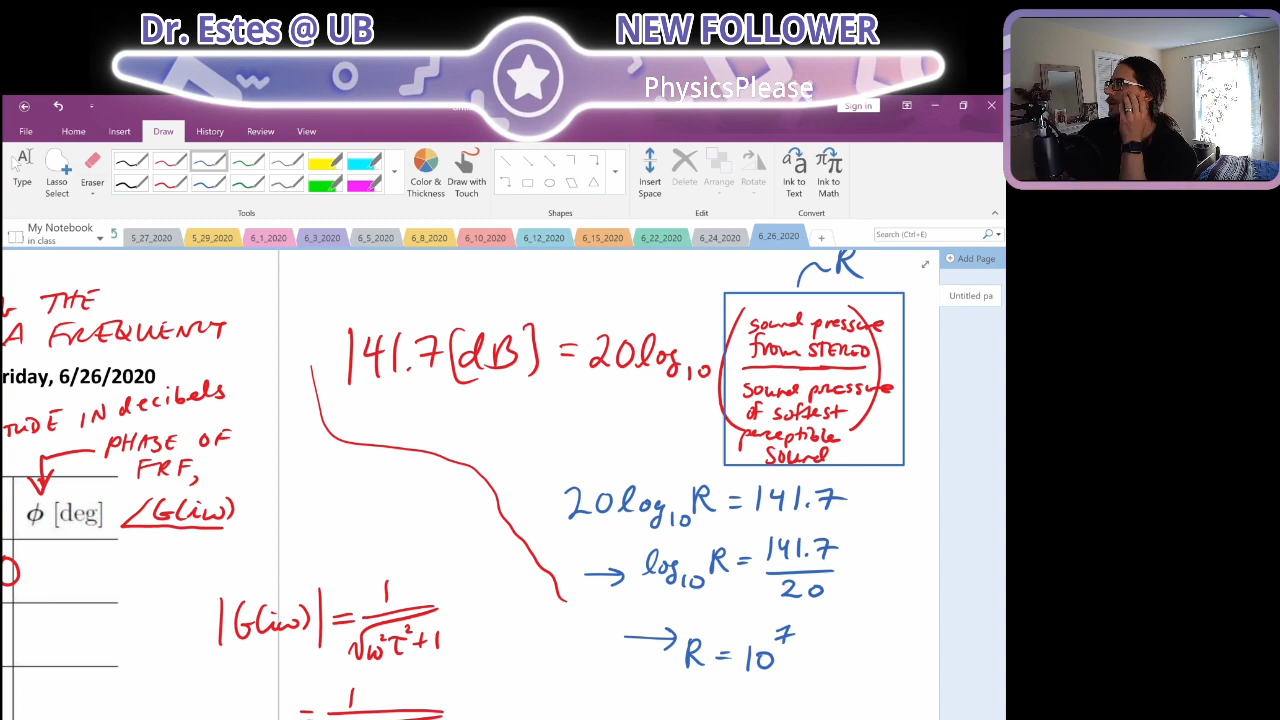 Dr. Estes @ UB
NEW FOLLOWER
PhysicsPlease
Sign in
File Home Insert Draw History Review View
Type
Lasso Select
Eraser
Color & Thickness
Draw with Touch
Insert Space
Delete
Arrange
Rotate
Ink to Text
Ink to Math
Tools
Shapes
Edit
Convert
My Notebook
in class
5_27_2020 5_29_2020 6_1_2020 6_3_2020 6_5_2020 6_8_2020 6_10_2020 6_12_2020 6_15_2020 6_22_2020 6_24_2020 6_26_2020
Search (Ctrl+E)
Add Page
Untitled pa
THE
A FREQUENT
riday, 6/26/2020
TUDE IN decibels
PHASE OF
FRF,
∠G(iω)
ϕ [deg]
~R
141.7[dB] = 20log10
(sound pressure
from STEREO
sound pressure
of softest
perceptible
sound)
20log10 R = 141.7
→ log10 R = 141.7/20
→ R = 10^7
|G(iω)| = 1/√ω²τ²+1
= 1